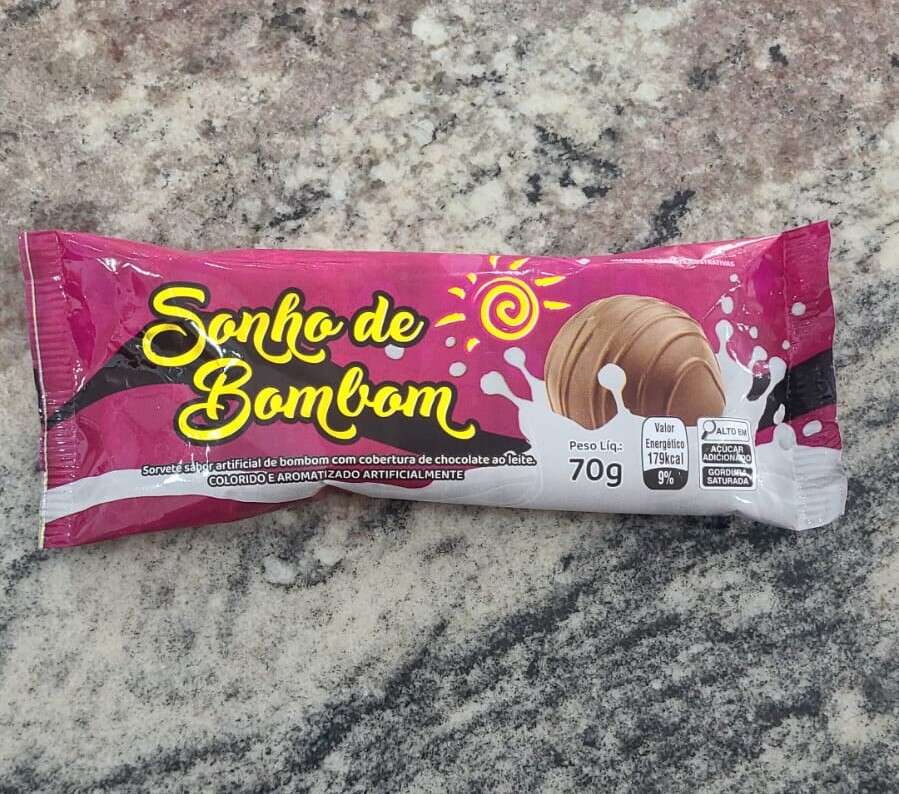 Sonho de
Bombom
Sorvete sabor artificial de bombom com cobertura de chocolate ao leite.
COLORIDO E AROMATIZADO ARTIFICIALMENTE
Peso Líq.:
70g
Valor
Energético
179kcal
9%
ALTO EM
AÇÚCAR
ADICIONADO
GORDURA
SATURADA